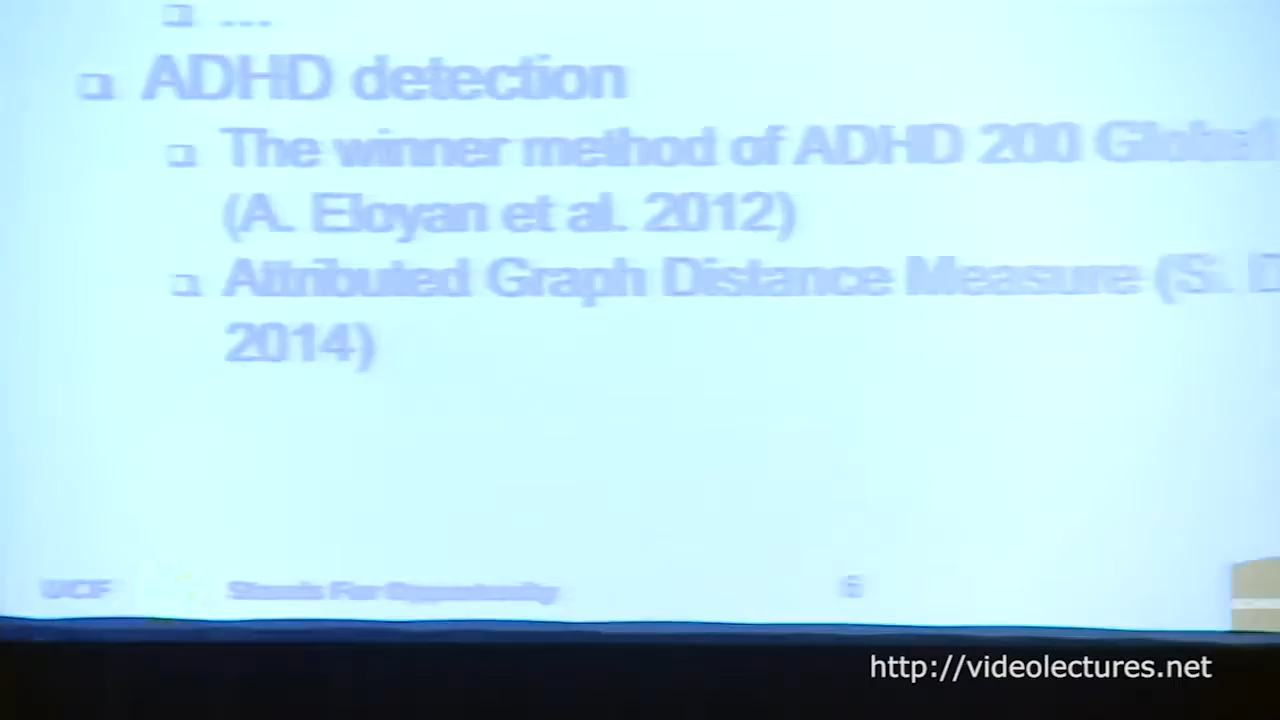 ...
ADHD detection
The winner method of ADHD 200 Global
(A. Eloyan et al. 2012)
Attributed Graph Distance Measure (S. D
2014)
UCF Stands For Opportunity 6
http://videolectures.net